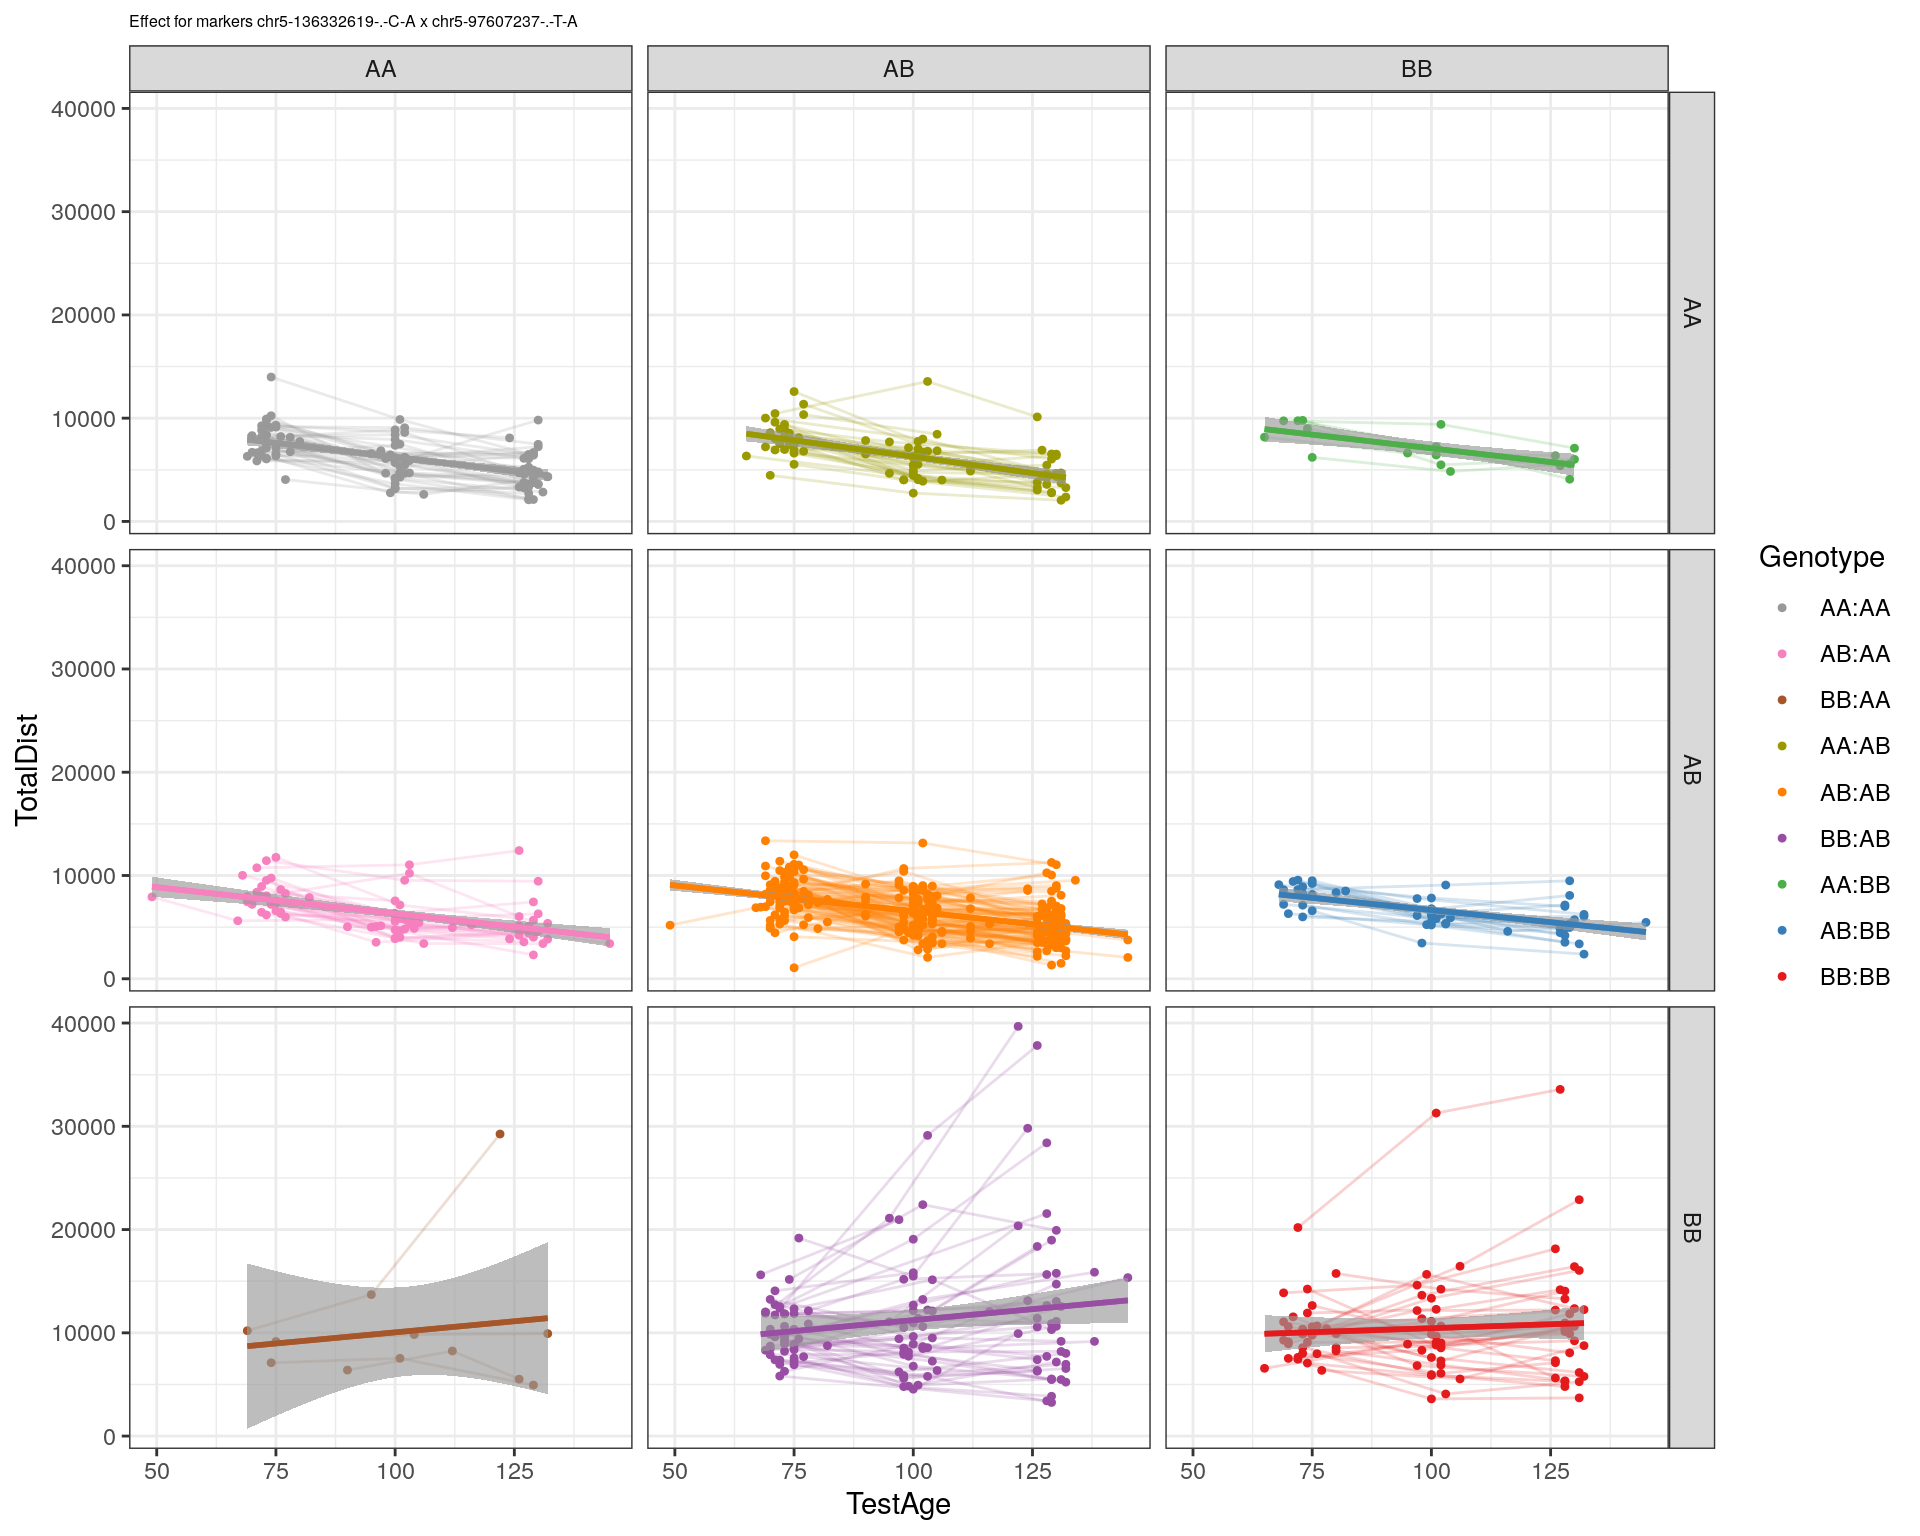 Effect for markers chr5-136332619-.-C-A x chr5-97607237-.-T-A
AA
AB
BB
40000
30000
20000
10000
0
AA
40000
30000
20000
10000
0
AB
40000
30000
20000
10000
0
BB
50
75
100
125
50
75
100
125
50
75
100
125
TestAge
TotalDist
Genotype
AA:AA
AB:AA
BB:AA
AA:AB
AB:AB
BB:AB
AA:BB
AB:BB
BB:BB